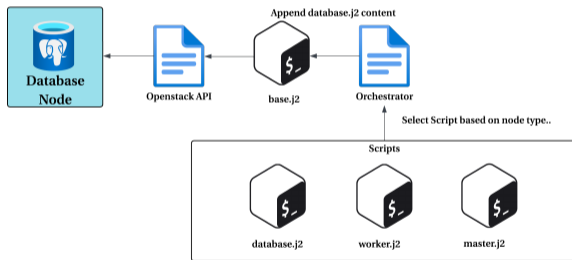 Append database.j2 content
$_
Database
Node
Openstack API
base.j2
Orchestrator
Select Script based on node type..
Scripts
$_
$_
$_
database.j2
worker.j2
master.j2